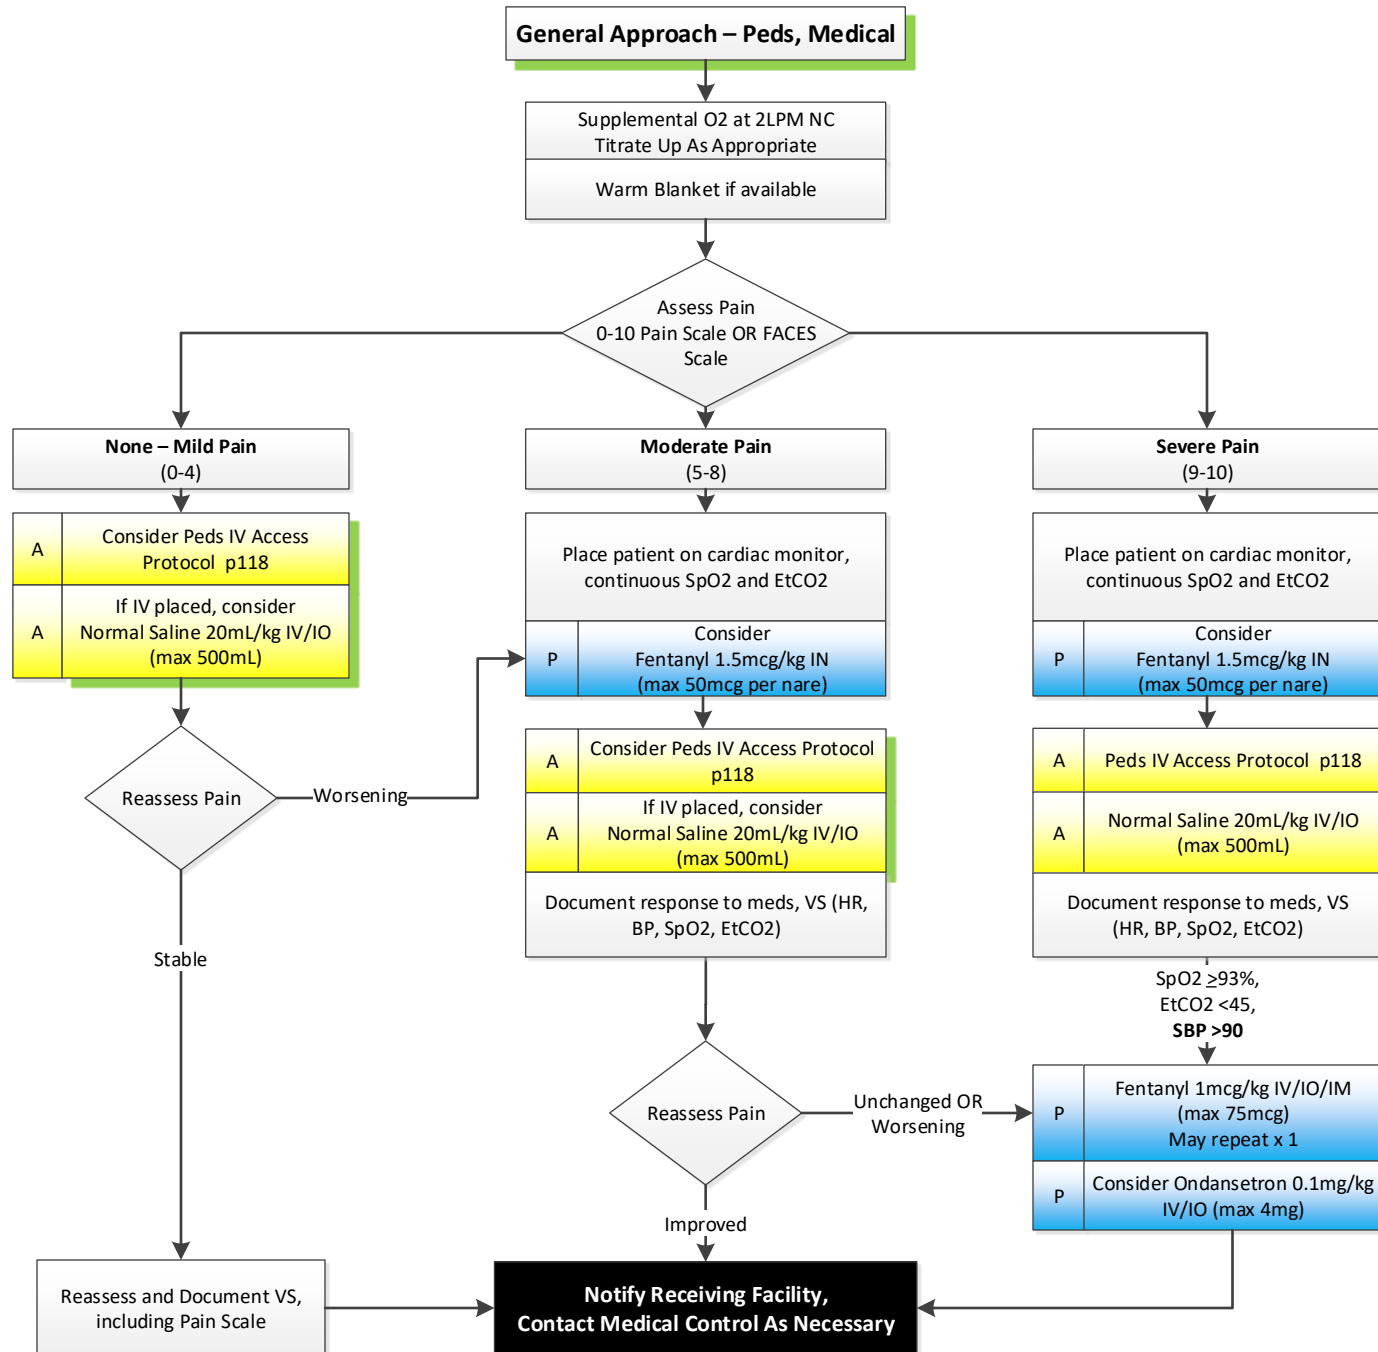 General Approach – Peds, Medical
Supplemental O2 at 2LPM NC
Titrate Up As Appropriate
Warm Blanket if available
Assess Pain
0-10 Pain Scale OR FACES
Scale
None – Mild Pain
(0-4)
A
Consider Peds IV Access
Protocol p118
A
If IV placed, consider
Normal Saline 20mL/kg IV/IO
(max 500mL)
Reassess Pain
Worsening
Stable
Reassess and Document VS,
including Pain Scale
Moderate Pain
(5-8)
Place patient on cardiac monitor,
continuous SpO2 and EtCO2
P
Consider
Fentanyl 1.5mcg/kg IN
(max 50mcg per nare)
A
Consider Peds IV Access Protocol
p118
A
If IV placed, consider
Normal Saline 20mL/kg IV/IO
(max 500mL)
Document response to meds, VS (HR,
BP, SpO2, EtCO2)
Reassess Pain
Unchanged OR
Worsening
Improved
Severe Pain
(9-10)
Place patient on cardiac monitor,
continuous SpO2 and EtCO2
P
Consider
Fentanyl 1.5mcg/kg IN
(max 50mcg per nare)
A
Peds IV Access Protocol p118
A
Normal Saline 20mL/kg IV/IO
(max 500mL)
Document response to meds, VS
(HR, BP, SpO2, EtCO2)
SpO2 ≥93%,
EtCO2 <45,
SBP >90
P
Fentanyl 1mcg/kg IV/IO/IM
(max 75mcg)
May repeat x 1
P
Consider Ondansetron 0.1mg/kg
IV/IO (max 4mg)
Notify Receiving Facility,
Contact Medical Control As Necessary